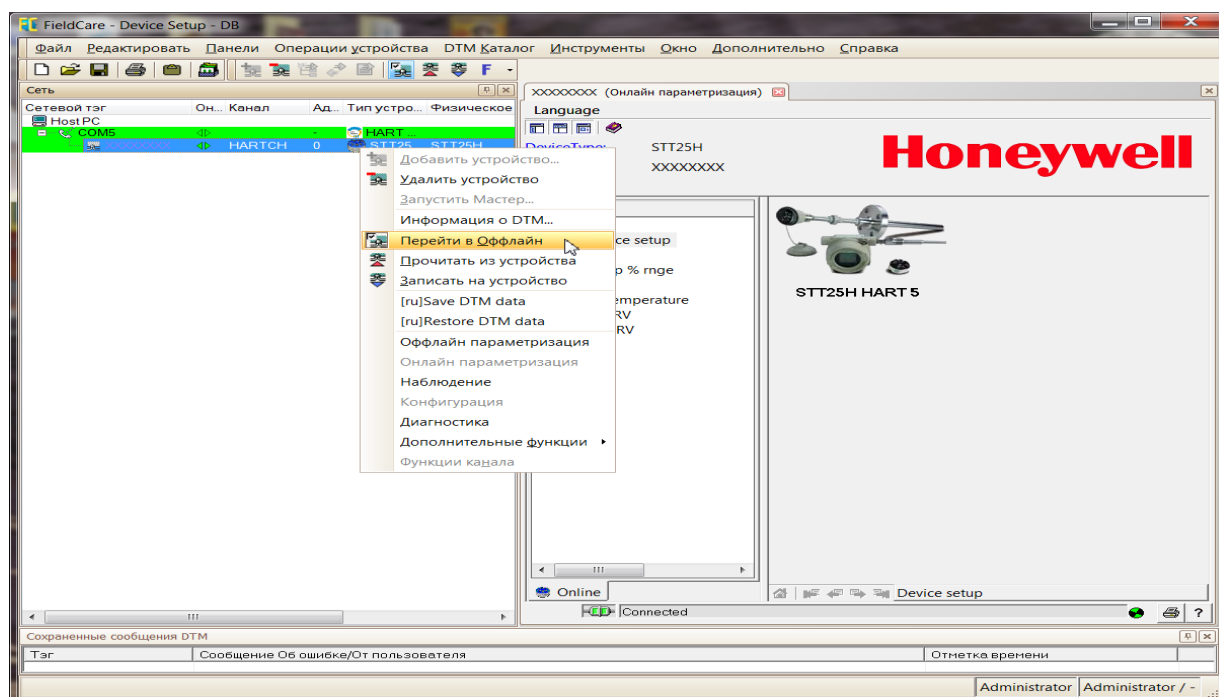 FieldCare - Device Setup - DB
Файл Редактировать Панели Операции устройства DTM Каталог Инструменты Окно Дополнительно Справка
F
Сеть
Сетевой тэг Он... Канал Ад... Тип устро... Физическое
Host PC
COM5 - HART ...
HARTCH 0 STT25 STT25H
Добавить устройство...
Удалить устройство
Запустить Мастер...
Информация о DTM...
Перейти в Оффлайн
Прочитать из устройства
Записать на устройство
[ru]Save DTM data
[ru]Restore DTM data
Оффлайн параметризация
Онлайн параметризация
Наблюдение
Конфигурация
Диагностика
Дополнительные функции
Функции канала
XXXXXXXX (Онлайн параметризация)
Language
DeviceType: STT25H
XXXXXXXX
Honeywell
ce setup
p % rnge
emperature
RV
RV
STT25H HART 5
Online
Device setup
Connected
?
Сохраненные сообщения DTM
Тэг Сообщение Об ошибке/От пользователя Отметка времени
Administrator Administrator / -